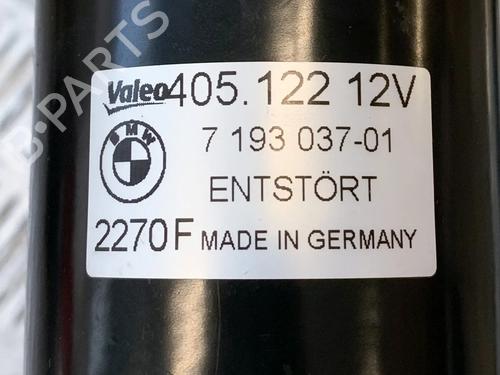 Valeo 405.122 12V
BMW 7 193 037-01
ENTSTÖRT
2270F MADE IN GERMANY
B-PARTS